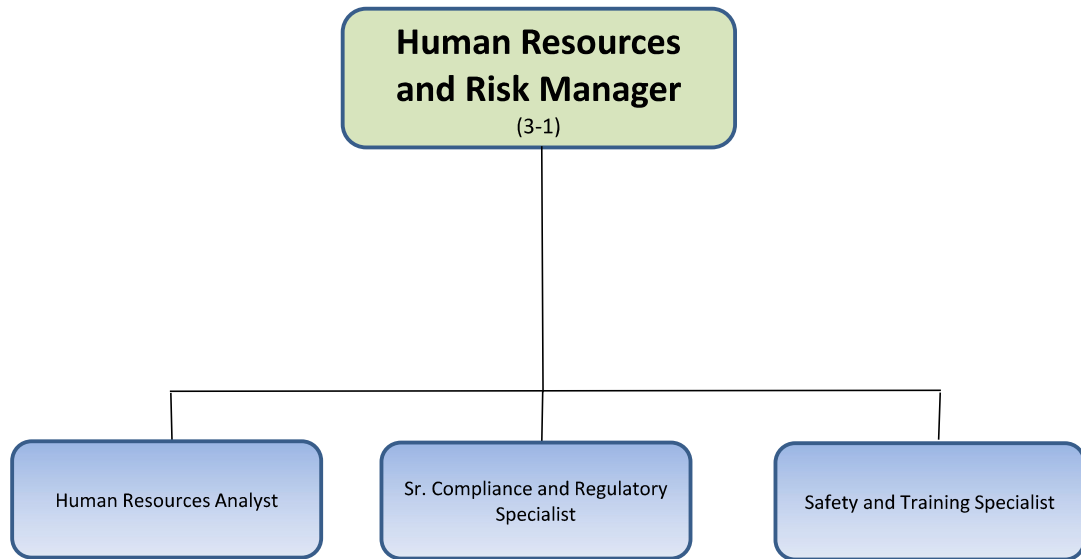 Human Resources
and Risk Manager
(3-1)
Human Resources Analyst
Sr. Compliance and Regulatory
Specialist
Safety and Training Specialist